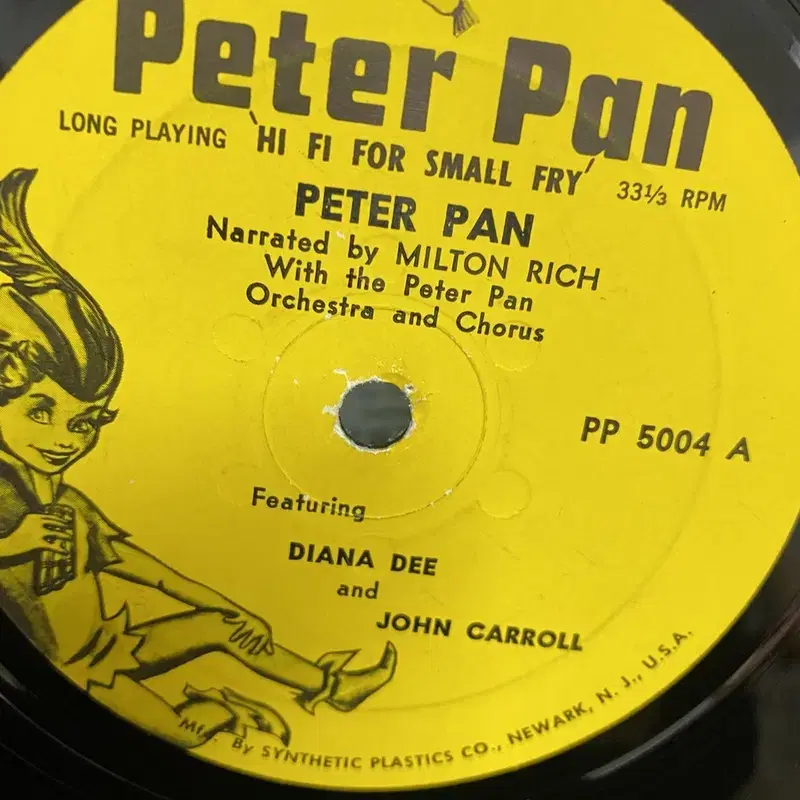 Peter Pan
LONG PLAYING 'HI FI FOR SMALL FRY' 33⅓ RPM
PETER PAN
Narrated by MILTON RICH
With the Peter Pan
Orchestra and Chorus
PP 5004 A
Featuring
DIANA DEE
and
JOHN CARROLL
Mfg. By SYNTHETIC PLASTICS CO., NEWARK, N. J., U.S.A.